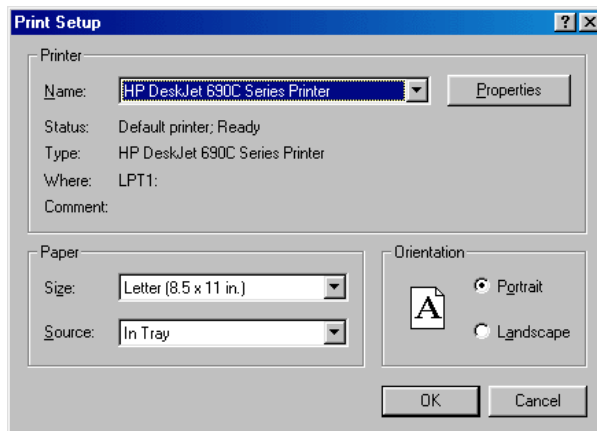 Print Setup
Printer
Name: HP DeskJet 690C Series Printer Properties
Status: Default printer; Ready
Type: HP DeskJet 690C Series Printer
Where: LPT1:
Comment:
Paper
Size: Letter (8.5 x 11 in.)
Source: In Tray
Orientation
A
Portrait
Landscape
OK Cancel